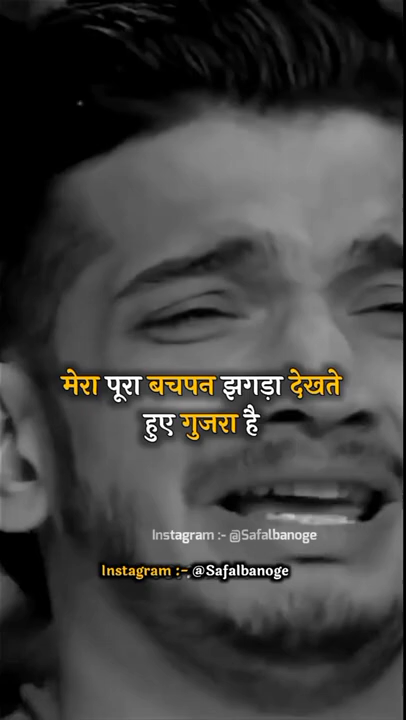 मेरा पूरा बचपन झगड़ा देखते
हुए गुजरा है
Instagram :- @Safalbanoge
Instagram :- @Safalbanoge